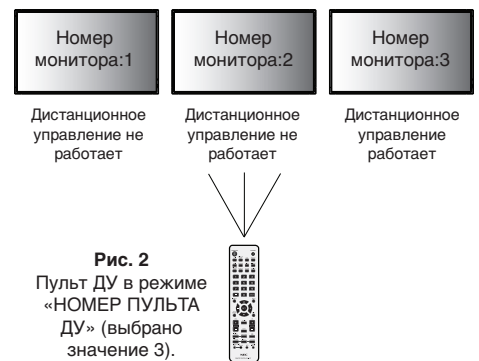 Номер
монитора:1
Номер
монитора:2
Номер
монитора:3
Дистанционное
управление не
работает
Дистанционное
управление не
работает
Дистанционное
управление
работает
Рис. 2
Пульт ДУ в режиме
«НОМЕР ПУЛЬТА
ДУ» (выбрано
значение 3).